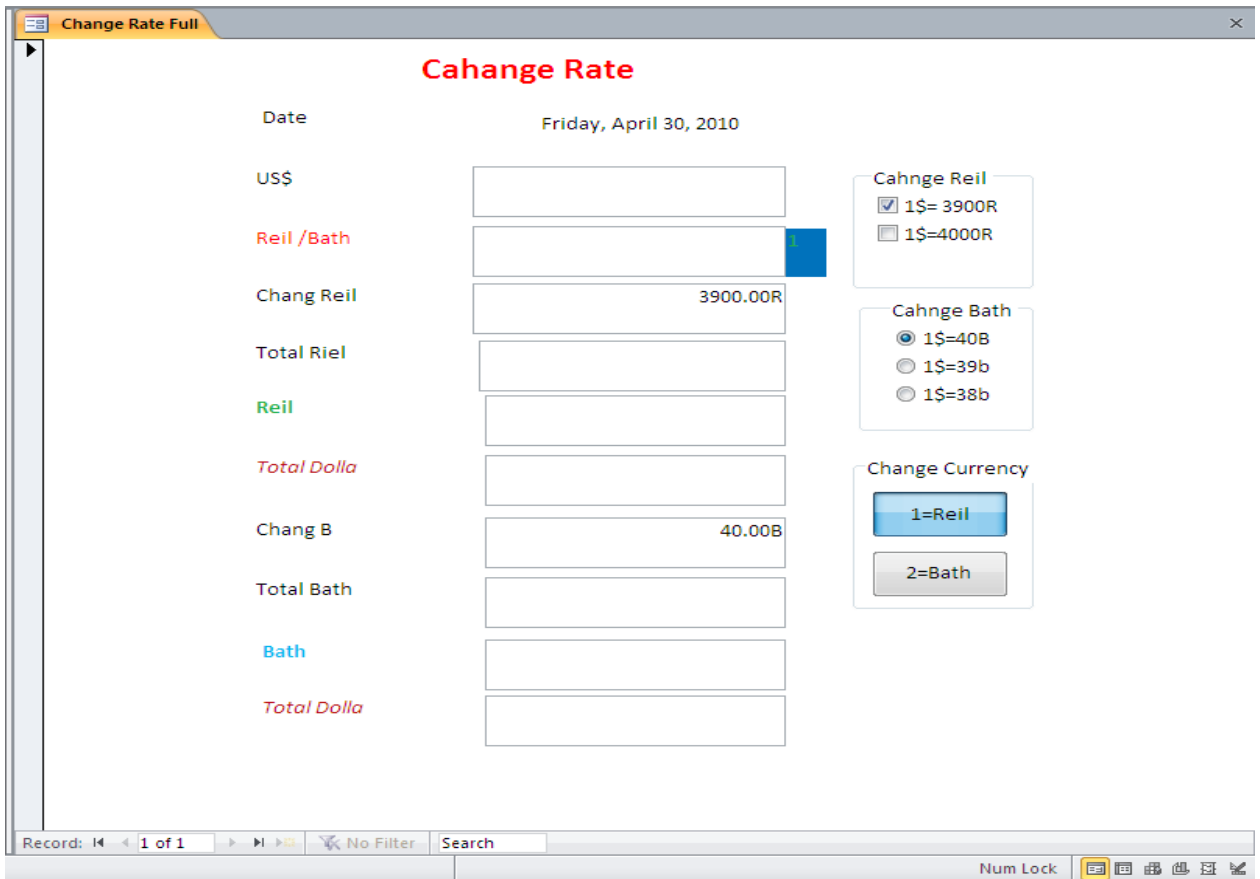 Change Rate Full
Cahange Rate
Date
Friday, April 30, 2010
US$
Reil /Bath
1
Chang Reil
3900.00R
Total Riel
Reil
Total Dolla
Chang B
40.00B
Total Bath
Bath
Total Dolla
Cahnge Reil
1$= 3900R
1$=4000R
Cahnge Bath
1$=40B
1$=39b
1$=38b
Change Currency
1=Reil
2=Bath
Record: 1 of 1 No Filter Search
Num Lock